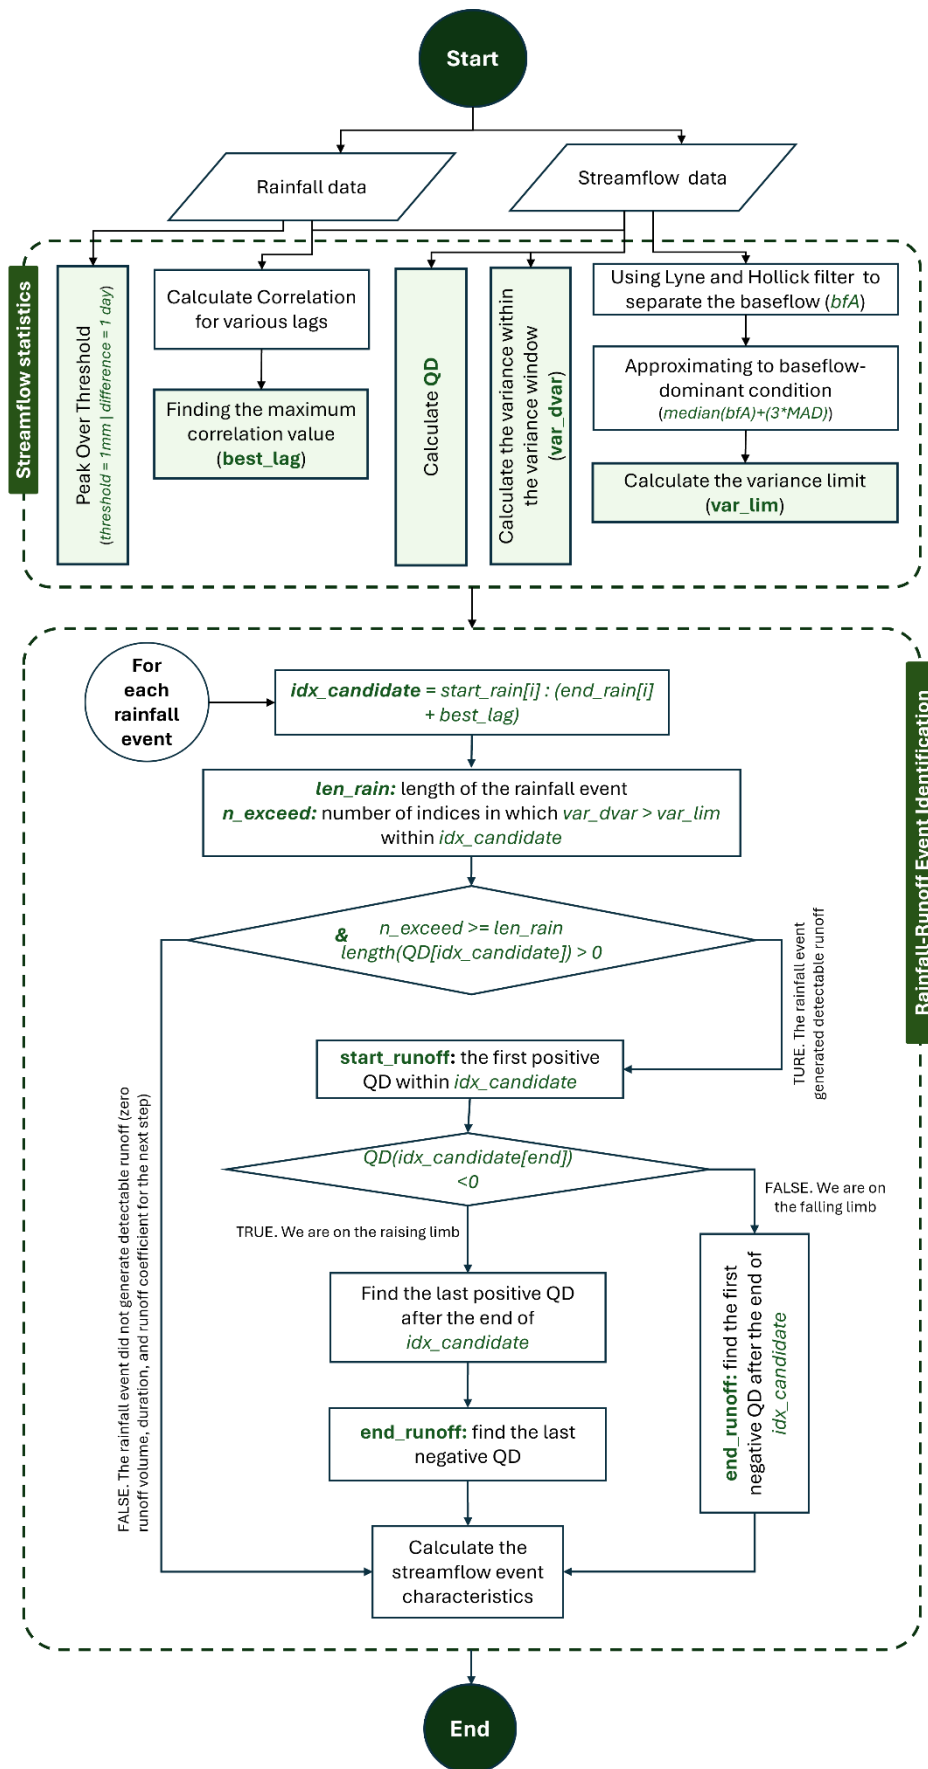 Start
Rainfall data
Streamflow data
Streamflow statistics
Peak Over Threshold
(threshold = 1mm | difference = 1 day)
Calculate Correlation
for various lags
Finding the maximum
correlation value
(best_lag)
Calculate QD
Calculate the variance within
the variance window
(var_dvar)
Using Lyne and Hollick filter to
separate the baseflow (bfA)
Approximating to baseflow-
dominant condition
(median(bfA)+(3*MAD))
Calculate the variance limit
(var_lim)
Rainfall-Runoff Event Identification
For
each
rainfall
event
idx_candidate = start_rain[i] : (end_rain[i]
+ best_lag)
len_rain: length of the rainfall event
n_exceed: number of indices in which var_dvar > var_lim
within idx_candidate
n_exceed >= len_rain
&
length(QD[idx_candidate]) > 0
TURE. The rainfall event
generated detectable runoff
start_runoff: the first positive
QD within idx_candidate
QD(idx_candidate[end])
<0
FALSE. We are on
the falling limb
TRUE. We are on the raising limb
FALSE. The rainfall event did not generate detectable runoff (zero
runoff volume, duration, and runoff coefficient for the next step)
Find the last positive QD
after the end of
idx_candidate
end_runoff: find the first
negative QD after the end of
idx_candidate
end_runoff: find the last
negative QD
Calculate the
streamflow event
characteristics
End